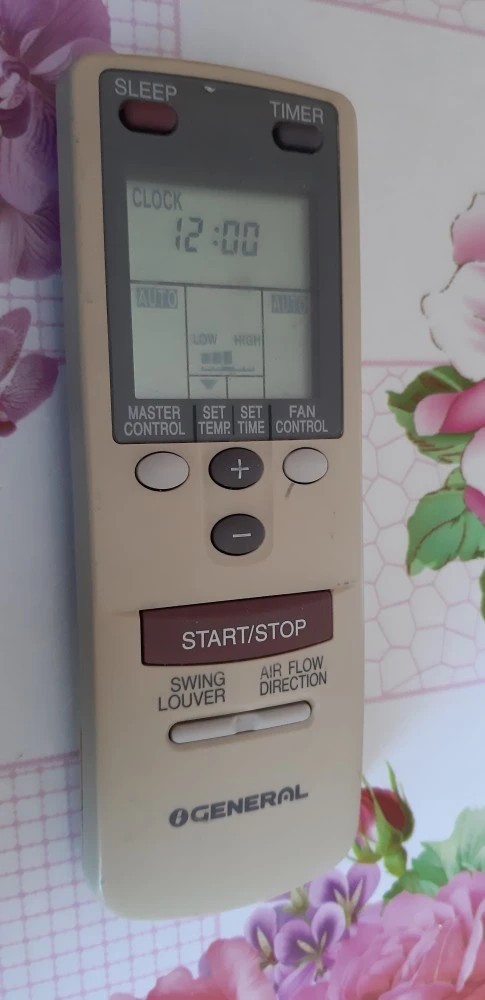 SLEEP
TIMER
CLOCK
12:00
AUTO
AUTO
LOW HIGH
MASTER CONTROL
SET TEMP.
SET TIME
FAN CONTROL
+
−
START/STOP
SWING LOUVER
AIR FLOW DIRECTION
GENERAL